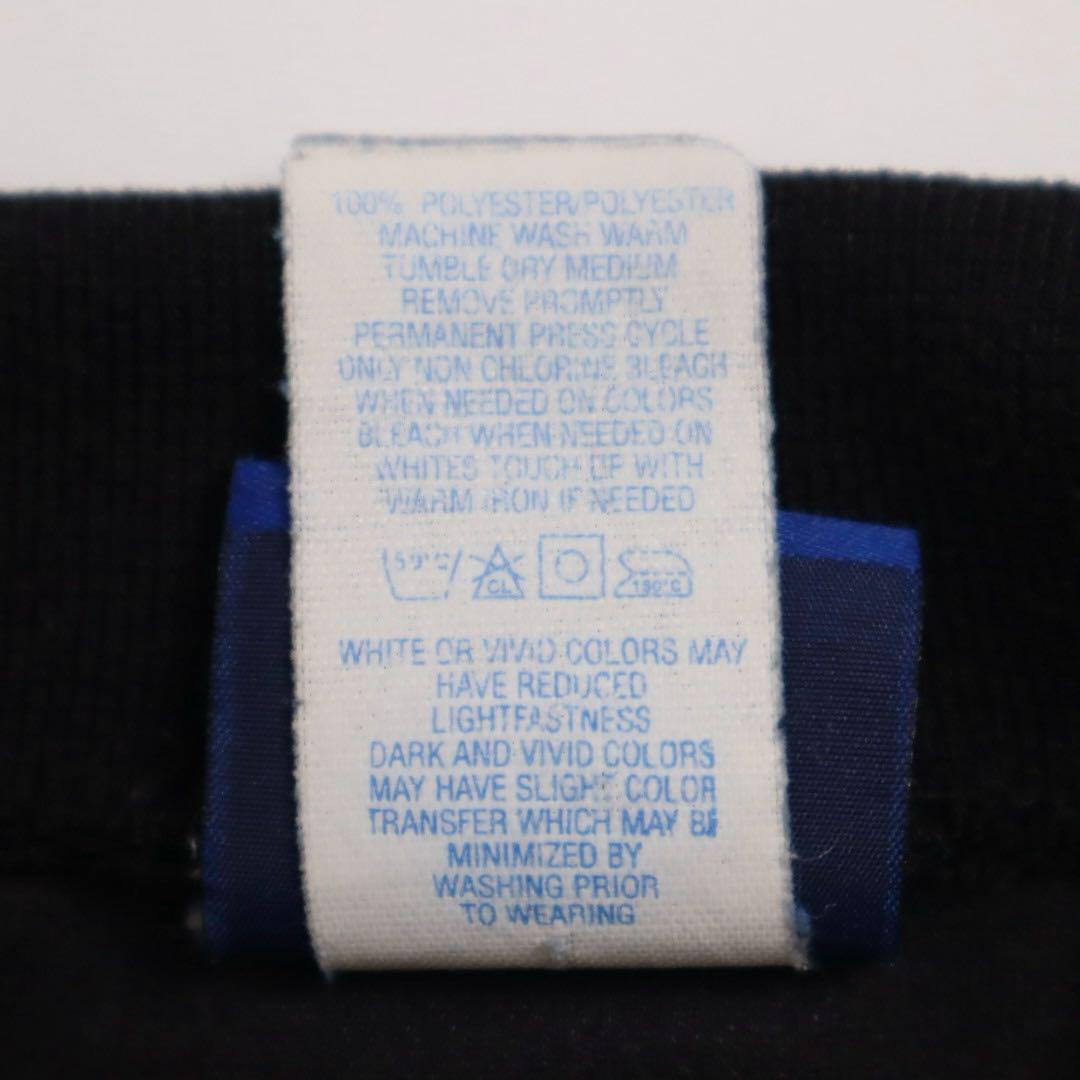 100% POLYESTER/POLYESTER
MACHINE WASH WARM
TUMBLE DRY MEDIUM
REMOVE PROMPTLY
PERMANENT PRESS CYCLE
ONLY NON CHLORINE BLEACH
WHEN NEEDED ON COLORS
BLEACH WHEN NEEDED ON
WHITES TOUCH UP WITH
WARM IRON IF NEEDED
CL
WHITE OR VIVID COLORS MAY
HAVE REDUCED
LIGHTFASTNESS
DARK AND VIVID COLORS
MAY HAVE SLIGHT COLOR
TRANSFER WHICH MAY BE
MINIMIZED BY
WASHING PRIOR
TO WEARING